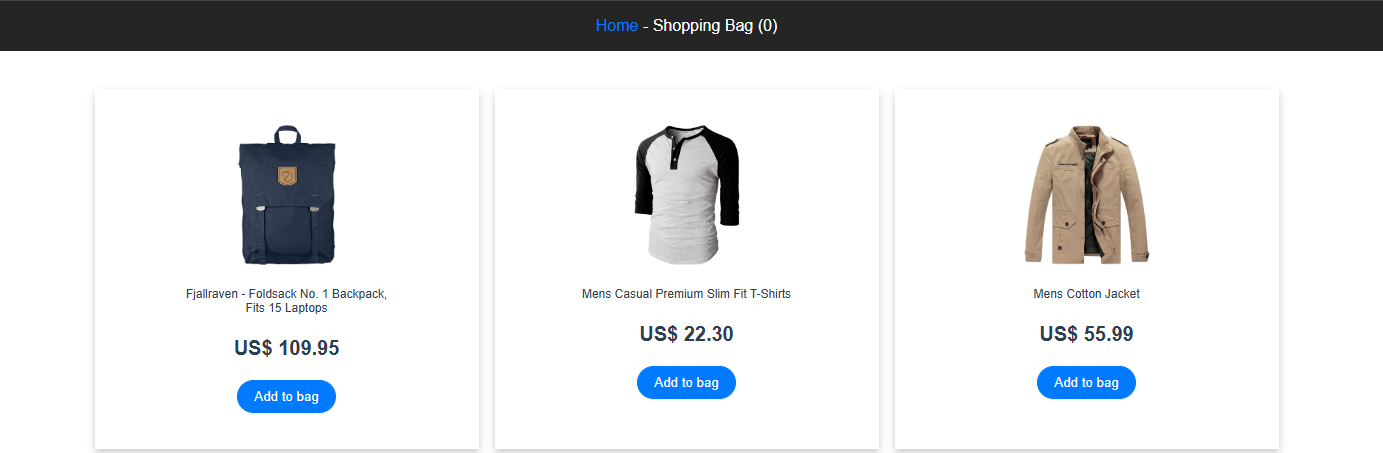 Home - Shopping Bag (0)
Fjallraven - Foldsack No. 1 Backpack,
Fits 15 Laptops
US$ 109.95
Add to bag
Mens Casual Premium Slim Fit T-Shirts
US$ 22.30
Add to bag
Mens Cotton Jacket
US$ 55.99
Add to bag